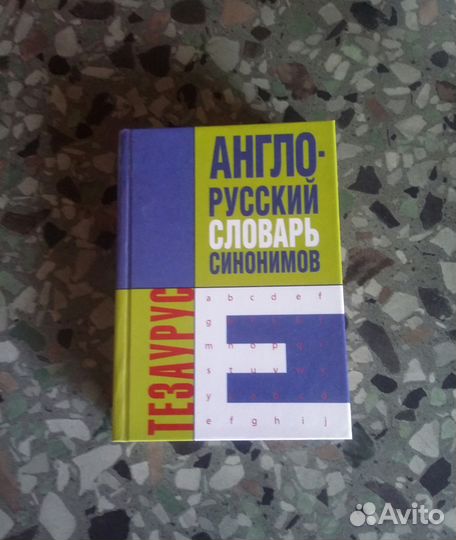 АНГЛО-
РУССКИЙ
СЛОВАРЬ
СИНОНИМОВ
ТЕЗАУРУС
a b c d e f
g
m n o p q r
s t u v w x
y a b c d
e f g h i j
Avito